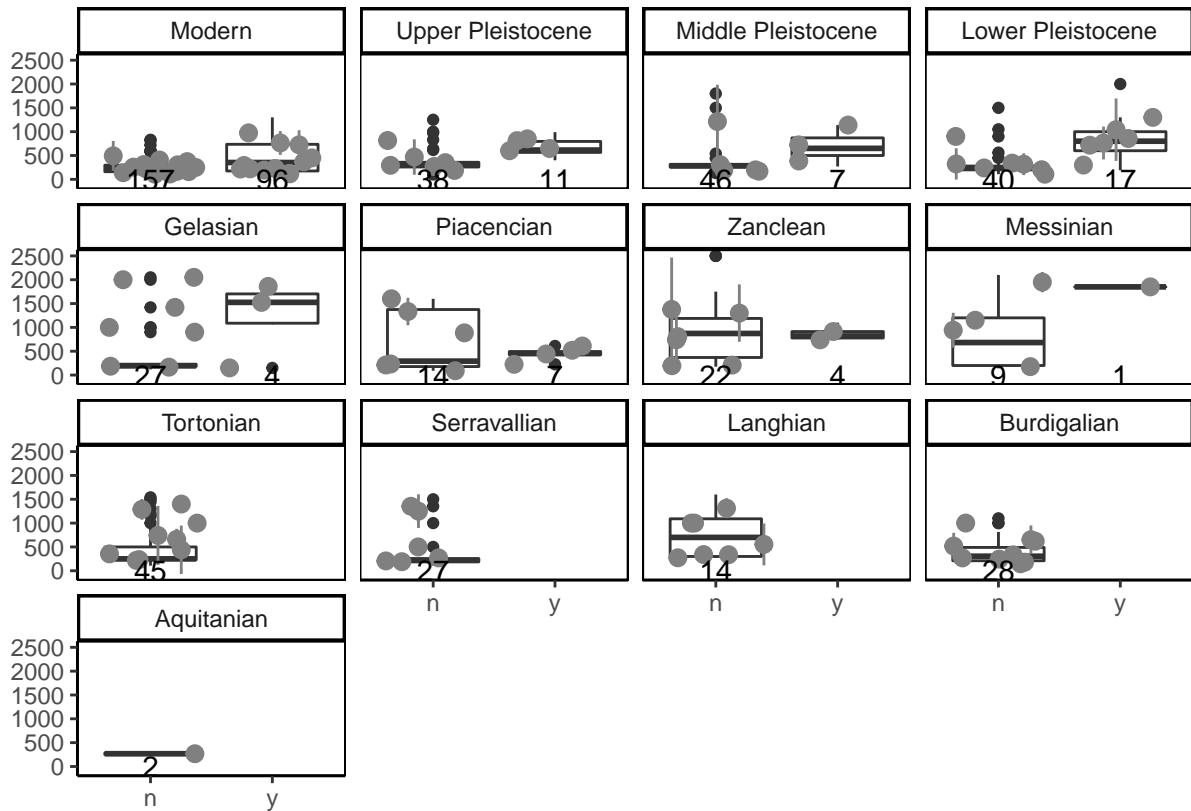 Modern Upper Pleistocene Middle Pleistocene Lower Pleistocene
2500
2000
1500
1000
500
0
157 96 38 11 46 7 40 17
Gelasian Piacencian Zanclean Messinian
2500
2000
1500
1000
500
0
27 4 14 7 22 4 9 1
Tortonian Serravallian Langhian Burdigalian
2500
2000
1500
1000
500
0
45 27 14 28
n y n y n y
Aquitanian
2500
2000
1500
1000
500
0
2
n y